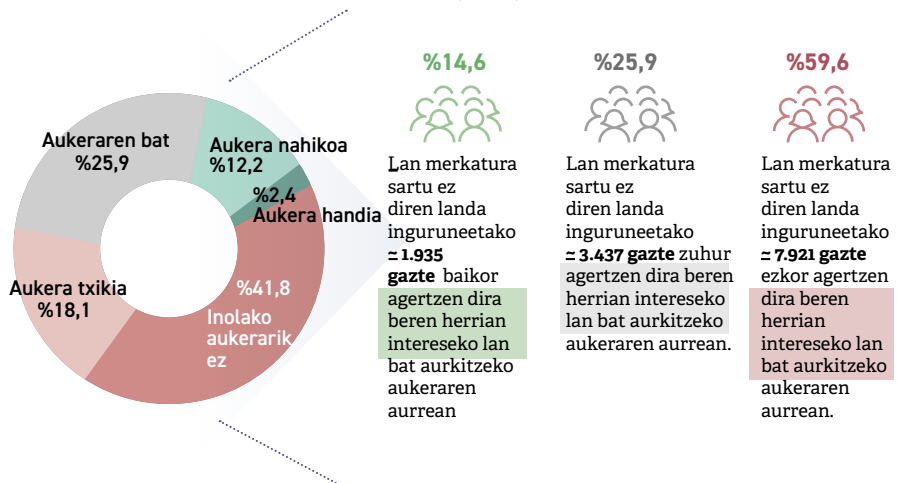 Aukeraren bat
%25,9
Aukera nahikoa
%12,2
%2,4
Aukera handia
Aukera txikia
%18,1
%41,8
Inolako
aukerarik
ez
%14,6
Lan merkatura
sartu ez
diren landa
inguruneetako
≃ 1.935
gazte baikor
agertzen dira
beren herrian
intereseko lan
bat aurkitzeko
aukeraren
aurrean
%25,9
Lan merkatura
sartu ez
diren landa
inguruneetako
≃ 3.437 gazte zuhur
agertzen dira beren
herrian intereseko
lan bat aurkitzeko
aukeraren aurrean.
%59,6
Lan merkatura
sartu ez
diren landa
inguruneetako
≃ 7.921 gazte
ezkor agertzen
dira beren
herrian
intereseko lan
bat aurkitzeko
aukeraren
aurrean.